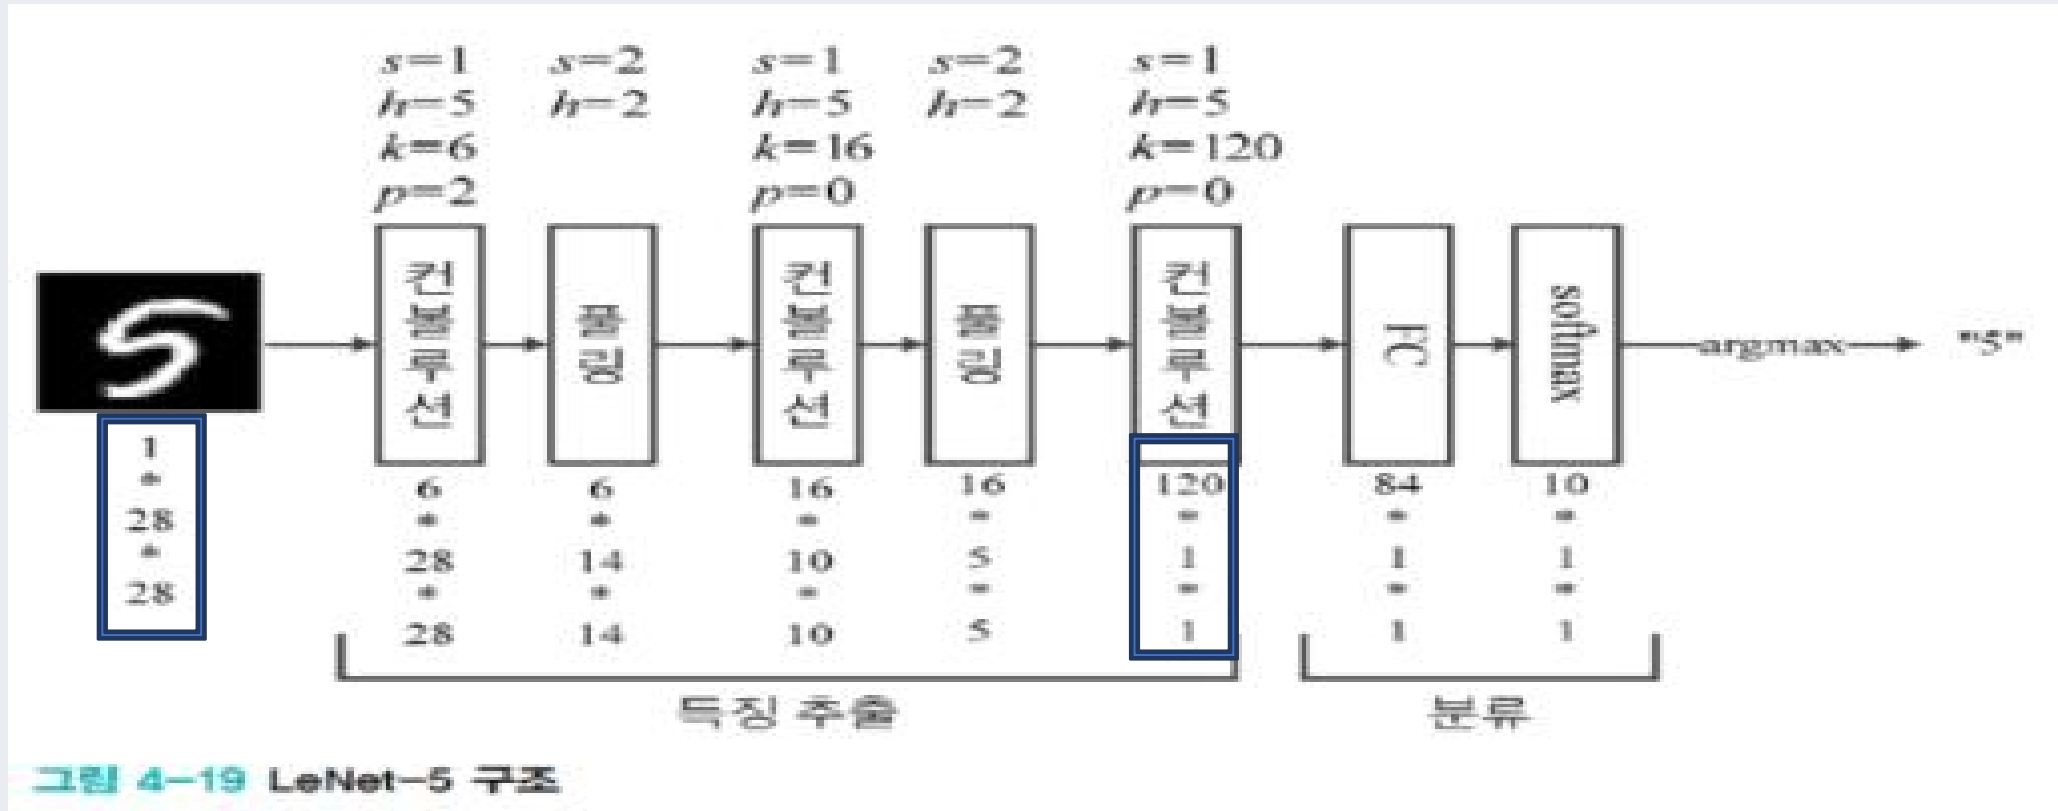 s=1
h=5
k=6
p=2
s=2
h=2
s=1
h=5
k=16
p=0
s=2
h=2
s=1
h=5
k=120
p=0
5
컨볼루션
풀링
컨볼루션
풀링
컨볼루션
FC
softmax
argmax
"5"
1
*
28
*
28
6
*
28
*
28
6
*
14
*
14
16
*
10
*
10
16
*
5
*
5
120
*
1
*
1
84
*
1
*
1
10
*
1
*
1
특징 추출
분류
그림 4-19 LeNet-5 구조